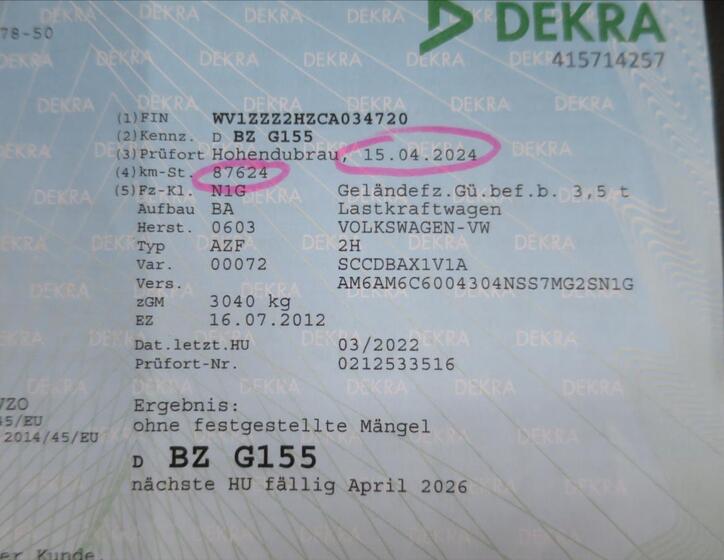 78-50
DEKRA
415714257
(1)FIN WV1ZZZ2HZCA034720
(2)Kennz. D BZ G155
(3)Prüfort Hohendubrau, 15.04.2024
(4)km-St. 87624
(5)Fz-Kl. N1G Geländefz.Gü.bef.b. 3,5 t
Aufbau BA Lastkraftwagen
Herst. 0603 VOLKSWAGEN-VW
Typ AZF 2H
Var. 00072 SCCDBAX1V1A
Vers. AM6AM6C6004304NSS7MG2SN1G
zGM 3040 kg
EZ 16.07.2012
Dat.letzt.HU 03/2022
Prüfort-Nr. 0212533516
VZO
45/EU
2014/45/EU
Ergebnis:
ohne festgestellte Mängel
D BZ G155
nächste HU fällig April 2026
er Kunde.